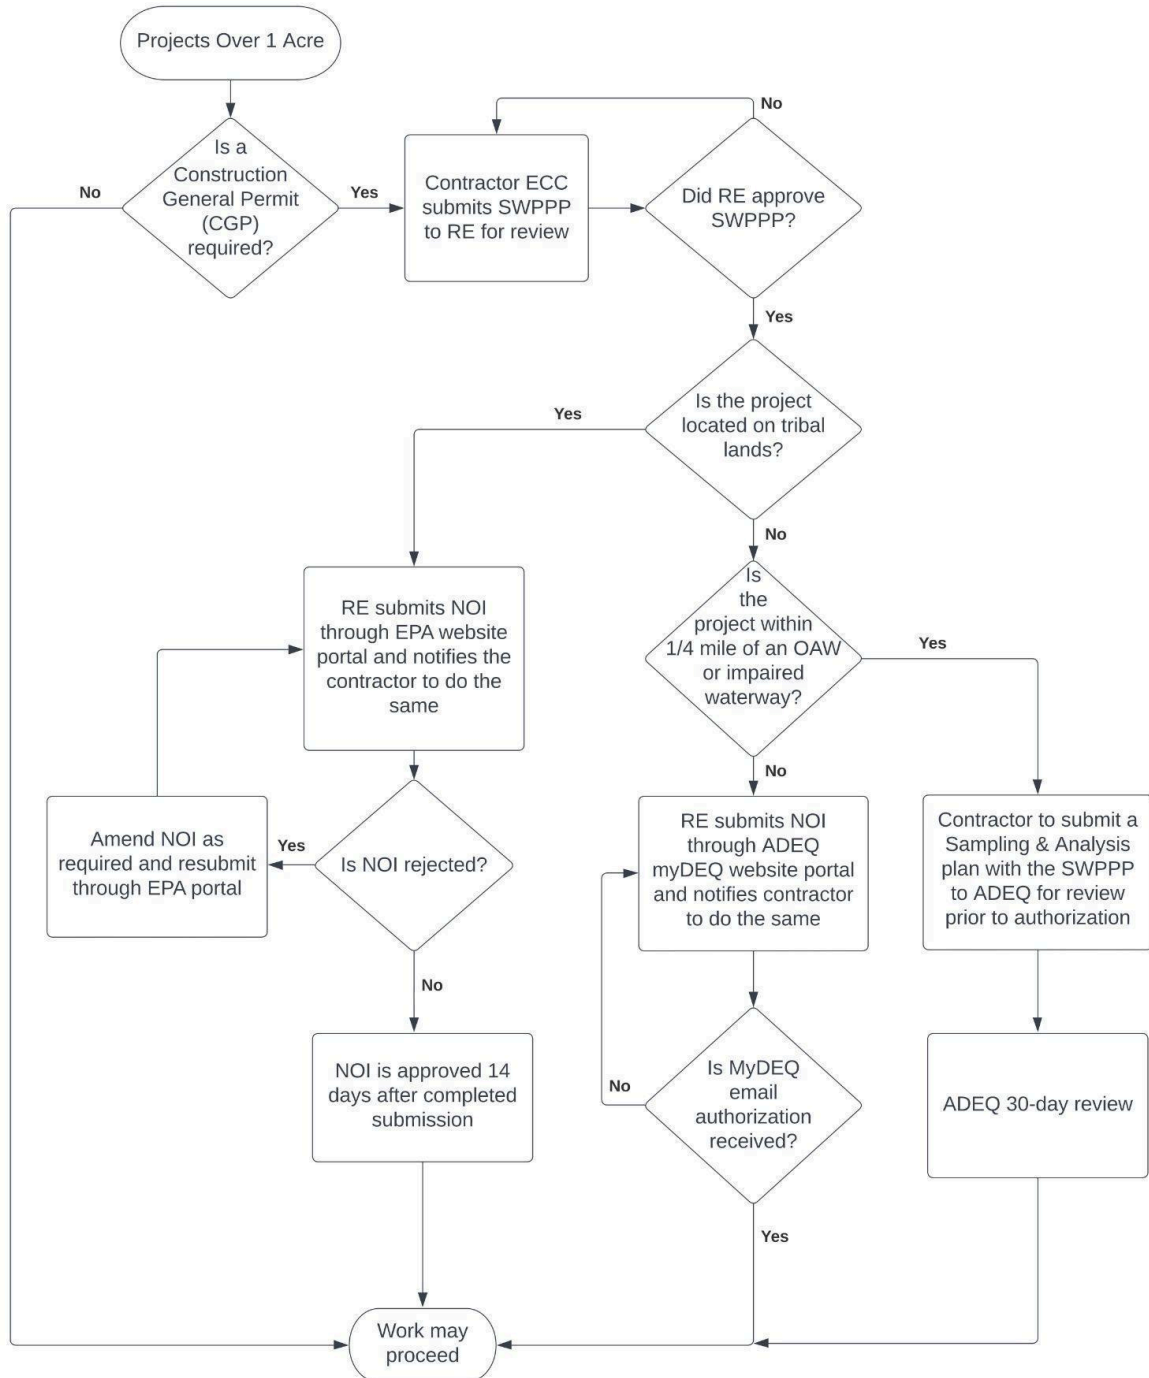 Projects Over 1 Acre
Is a
Construction
General Permit
(CGP)
required?
No
Yes
Contractor ECC
submits SWPPP
to RE for review
No
Did RE approve
SWPPP?
Yes
Is the project
located on tribal
lands?
Yes
No
Is
the
project within
1/4 mile of an OAW
or impaired
waterway?
Yes
No
RE submits NOI
through EPA website
portal and notifies the
contractor to do the
same
Amend NOI as
required and resubmit
through EPA portal
Yes
Is NOI rejected?
No
NOI is approved 14
days after completed
submission
RE submits NOI
through ADEQ
myDEQ website portal
and notifies contractor
to do the same
No
Is MyDEQ
email
authorization
received?
Yes
Contractor to submit a
Sampling & Analysis
plan with the SWPPP
to ADEQ for review
prior to authorization
ADEQ 30-day review
Work may
proceed